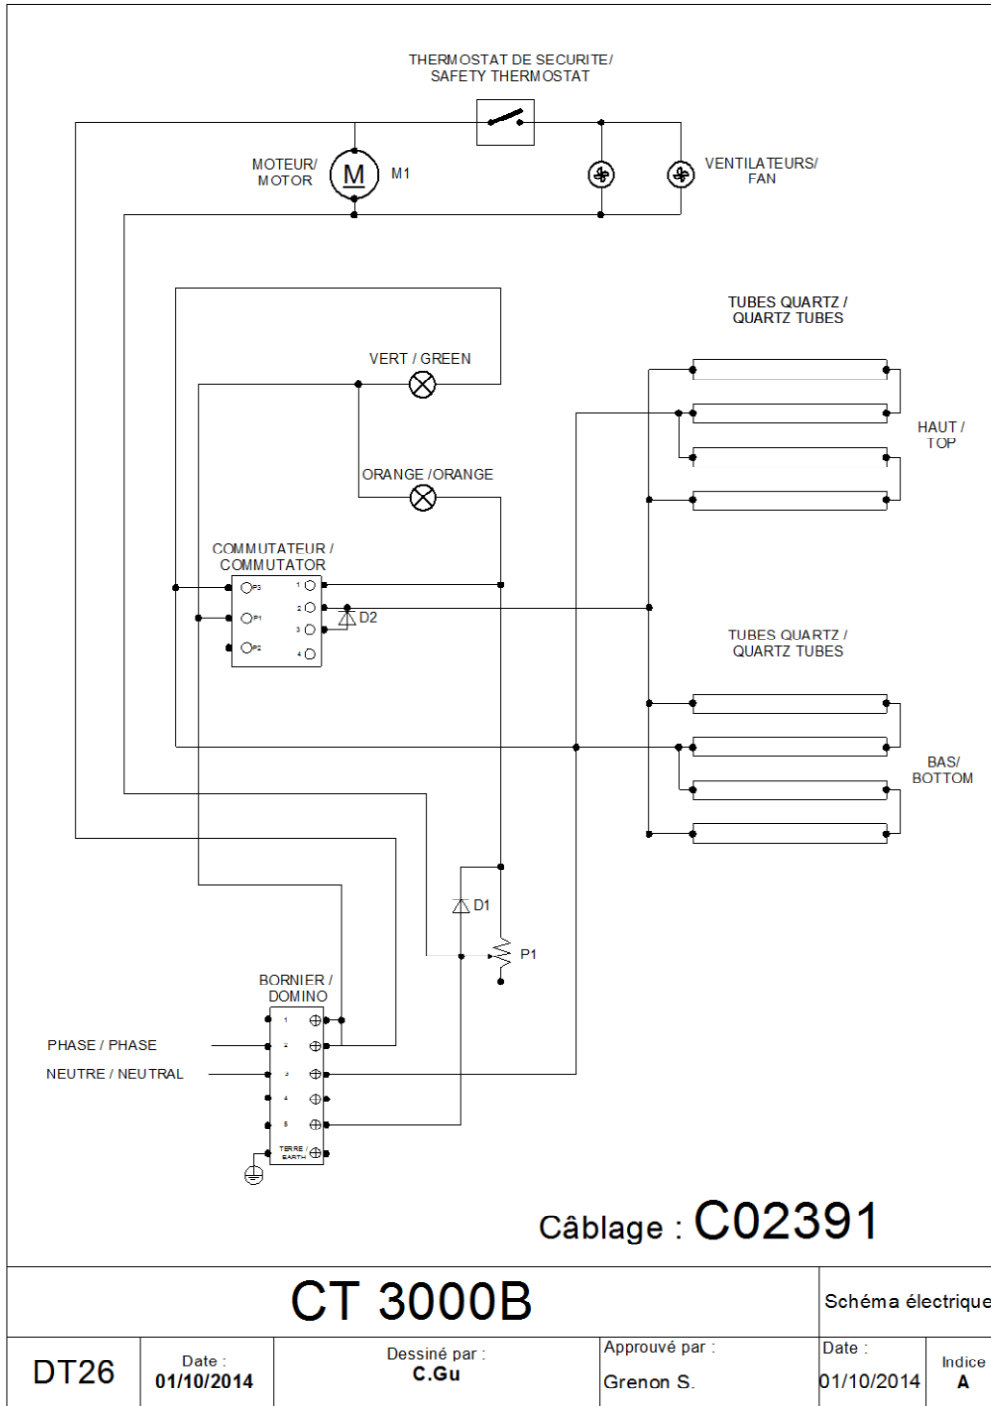 THERMOSTAT DE SECURITE/
SAFETY THERMOSTAT
MOTEUR/
MOTOR
M
M1
VENTILATEURS/
FAN
TUBES QUARTZ /
QUARTZ TUBES
VERT / GREEN
HAUT /
TOP
ORANGE /ORANGE
COMMUTATEUR /
COMMUTATOR
P3
1
2
P1
3
D2
P2
4
TUBES QUARTZ /
QUARTZ TUBES
BAS/
BOTTOM
D1
P1
BORNIER /
DOMINO
1
PHASE / PHASE
2
NEUTRE / NEUTRAL
3
4
5
TERRE /
EARTH
Câblage : C02391
CT 3000B
Schéma électrique
DT26
Date :
01/10/2014
Dessiné par :
C.Gu
Approuvé par :
Grenon S.
Date :
01/10/2014
Indice
A